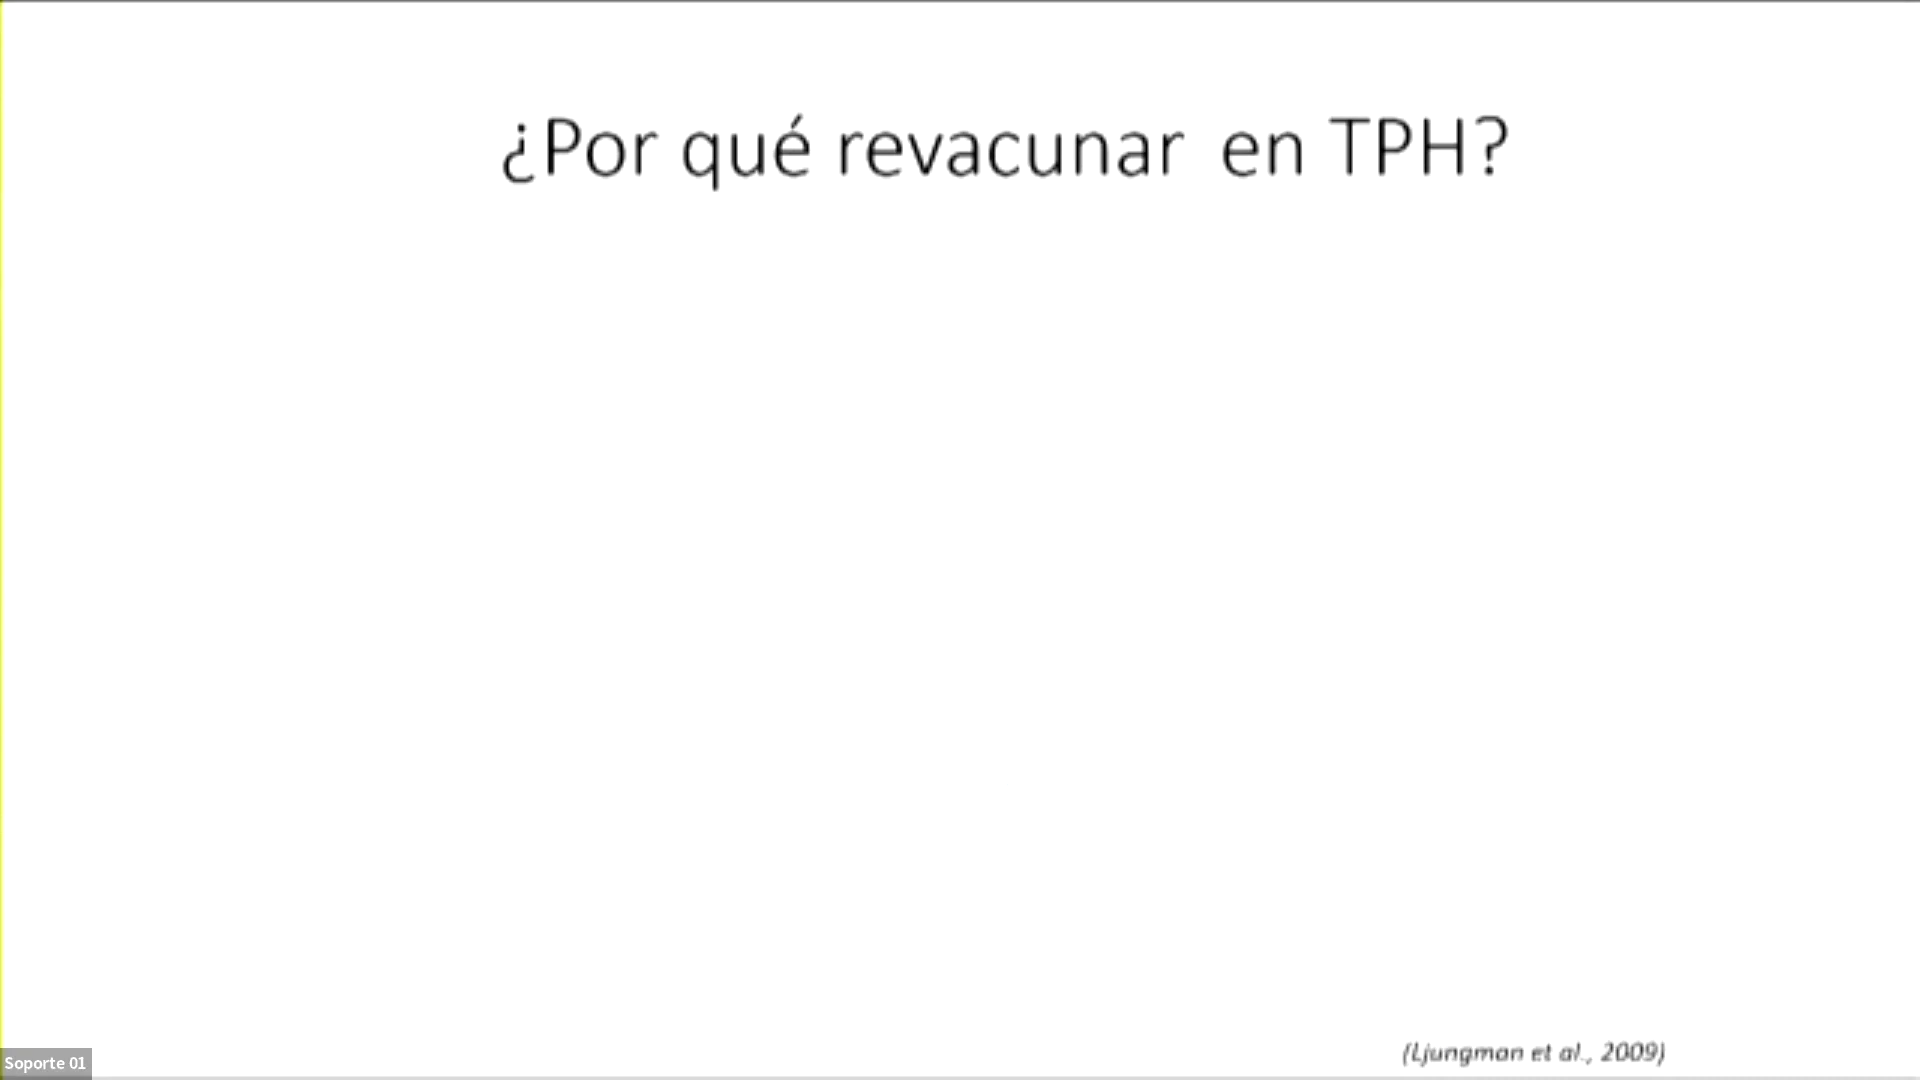 ¿Por qué revacunar en TPH?
(Ljungman et al., 2009)
Soporte 01